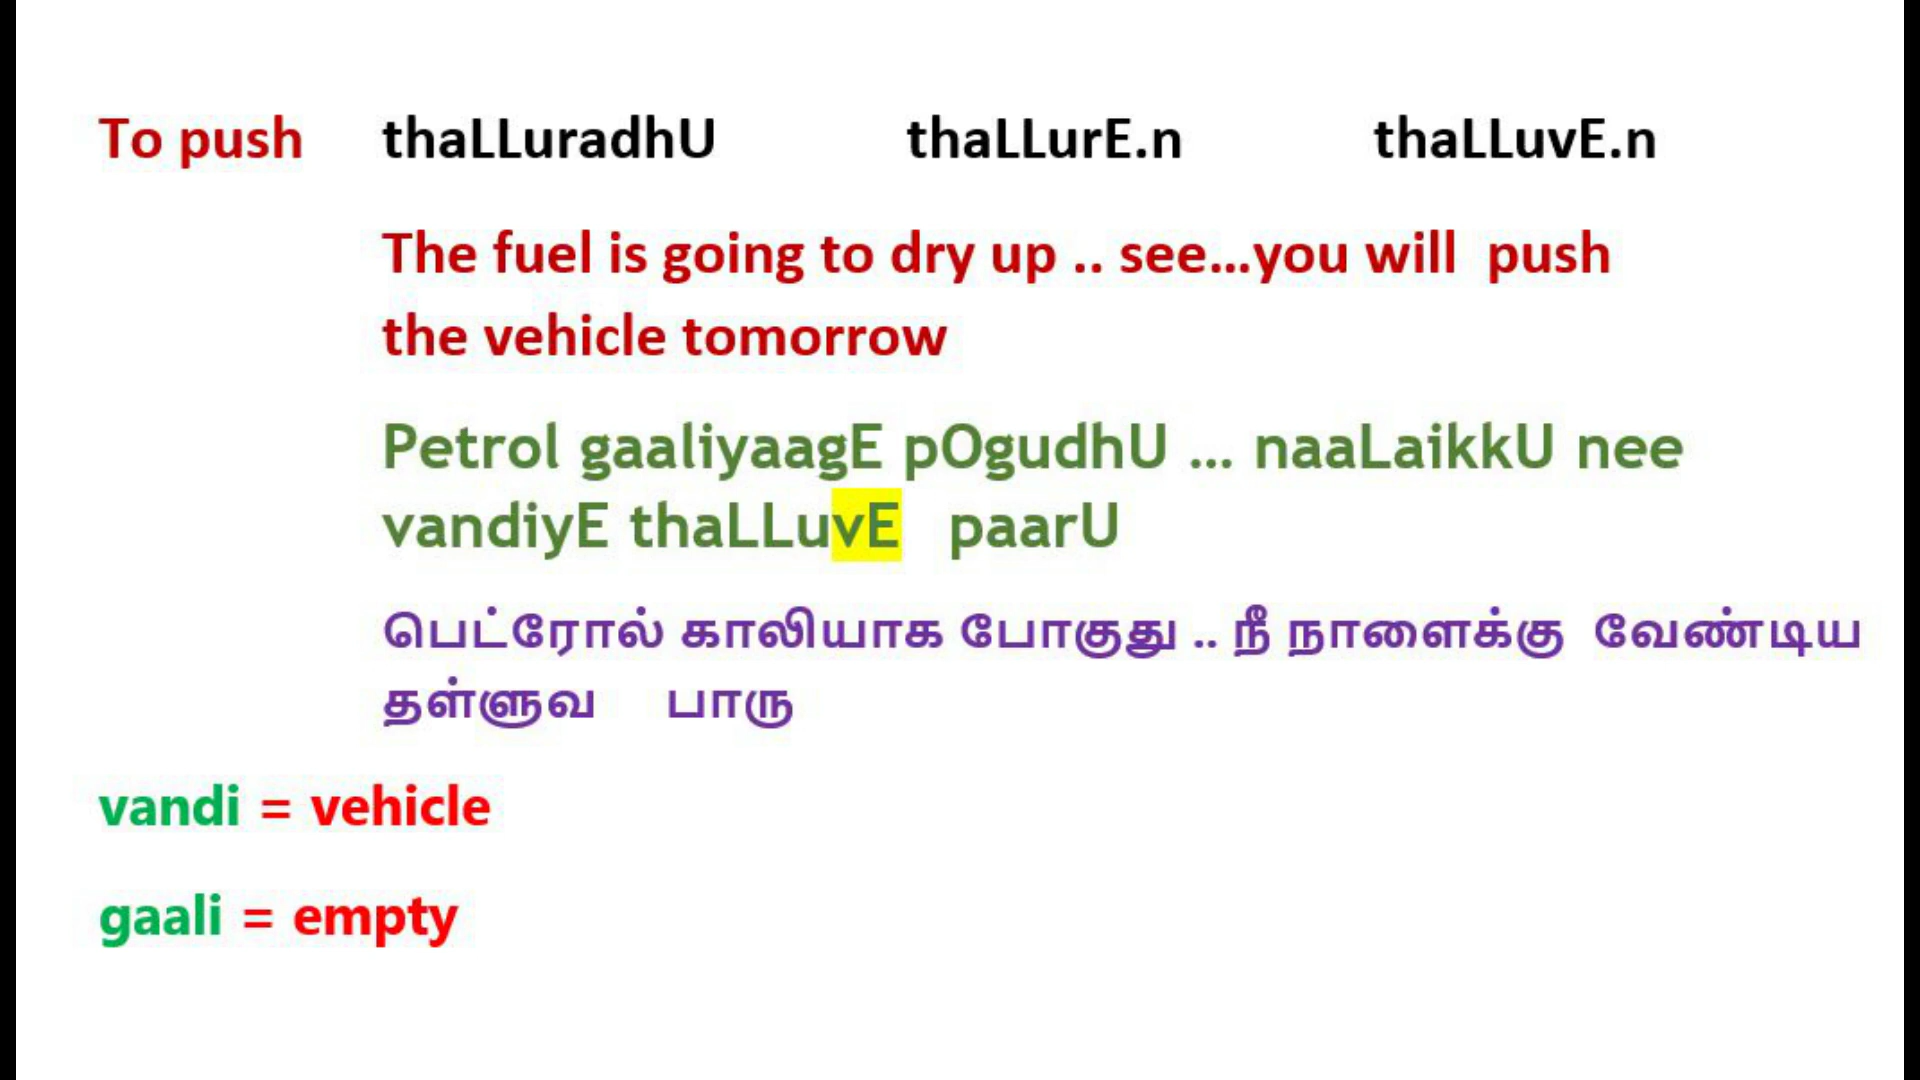 To push thaLLuradhU thaLLurE.n thaLLuvE.n
The fuel is going to dry up .. see...you will push
the vehicle tomorrow
Petrol gaaliyaagE pOgudhU ... naaLaikkU nee
vandiyE thaLLuvE paarU
பெட்ரோல் காலியாக போகுது .. நீ நாளைக்கு வேண்டிய
தள்ளுவ பாரு
vandi = vehicle
gaali = empty